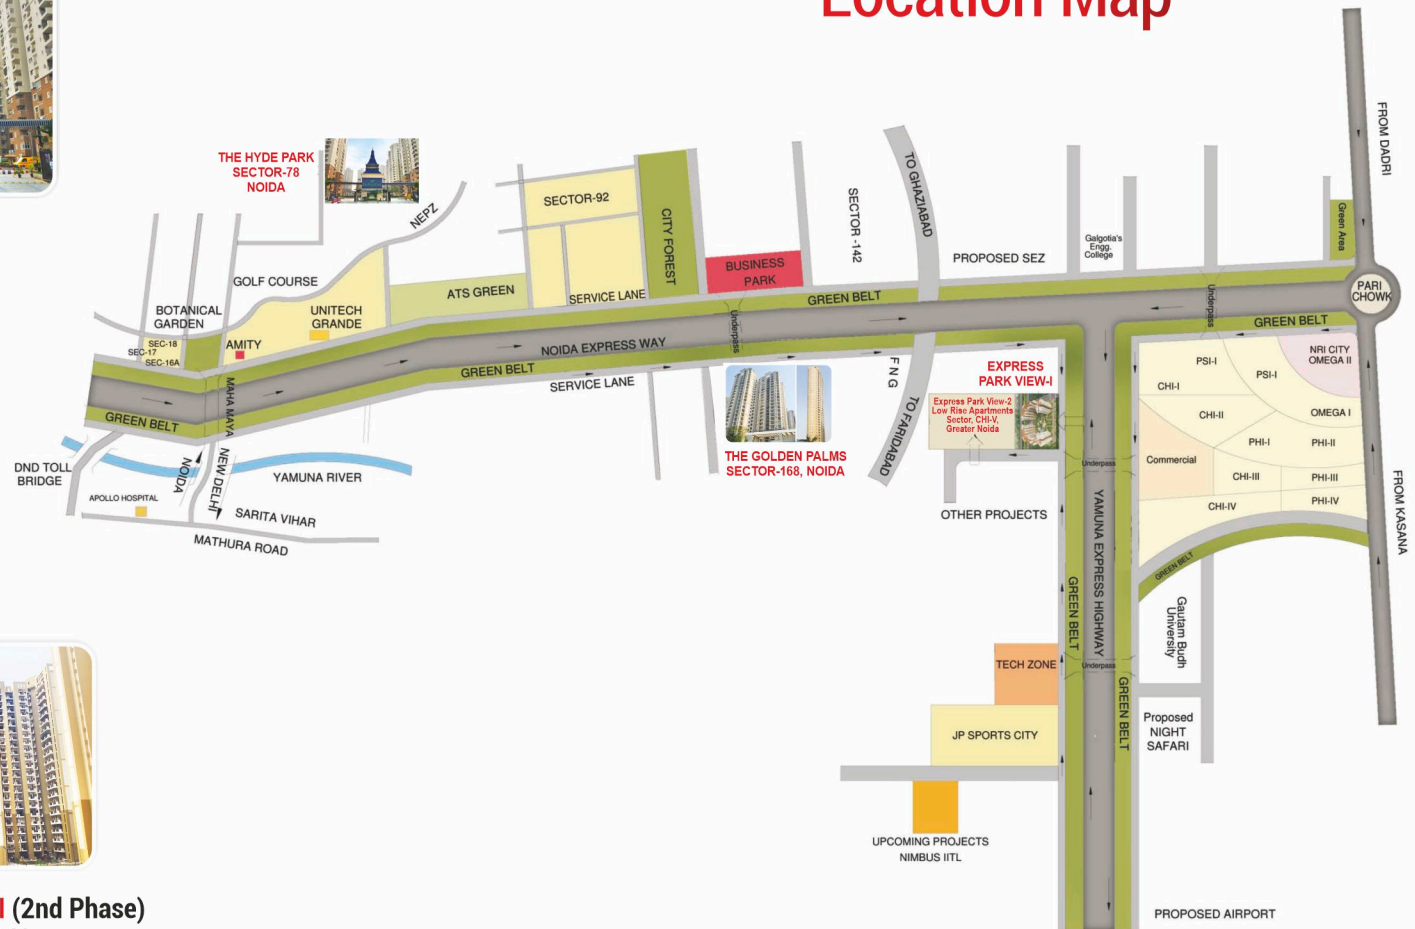 Location Map
FROM DADRI
THE HYDE PARK
SECTOR-78
NOIDA
NEPZ
SECTOR-92
CITY FOREST
SECTOR -142
TO GHAZIABAD
Galgotia's
Engg.
College
Green Area
PROPOSED SEZ
BUSINESS
PARK
GOLF COURSE
ATS GREEN
SERVICE LANE
GREEN BELT
PARI
CHOWK
BOTANICAL
GARDEN
UNITECH
GRANDE
Underpass
Underpass
GREEN BELT
SEC-18
SEC-17
SEC-16A
AMITY
NOIDA EXPRESS WAY
GREEN BELT
SERVICE LANE
F N G
EXPRESS
PARK VIEW-I
PSI-I
PSI-I
NRI CITY
OMEGA II
CHI-I
MAHA MAYA
GREEN BELT
TO FARIDABAD
Express Park View-2
Low Rise Apartments
Sector, CHI-V,
Greater Noida
CHI-II
OMEGA I
PHI-I
PHI-II
THE GOLDEN PALMS
SECTOR-168, NOIDA
Underpass
Commercial
CHI-III
PHI-III
CHI-IV
PHI-IV
DND TOLL
BRIDGE
NOIDA
NEW DELHI
YAMUNA RIVER
APOLLO HOSPITAL
SARITA VIHAR
MATHURA ROAD
OTHER PROJECTS
YAMUNA EXPRESS HIGHWAY
FROM KASANA
GREEN BELT
GREEN BELT
Gautam Budh
University
TECH ZONE
Underpass
GREEN BELT
JP SPORTS CITY
Proposed
NIGHT
SAFARI
UPCOMING PROJECTS
NIMBUS IITL
(2nd Phase)
PROPOSED AIRPORT